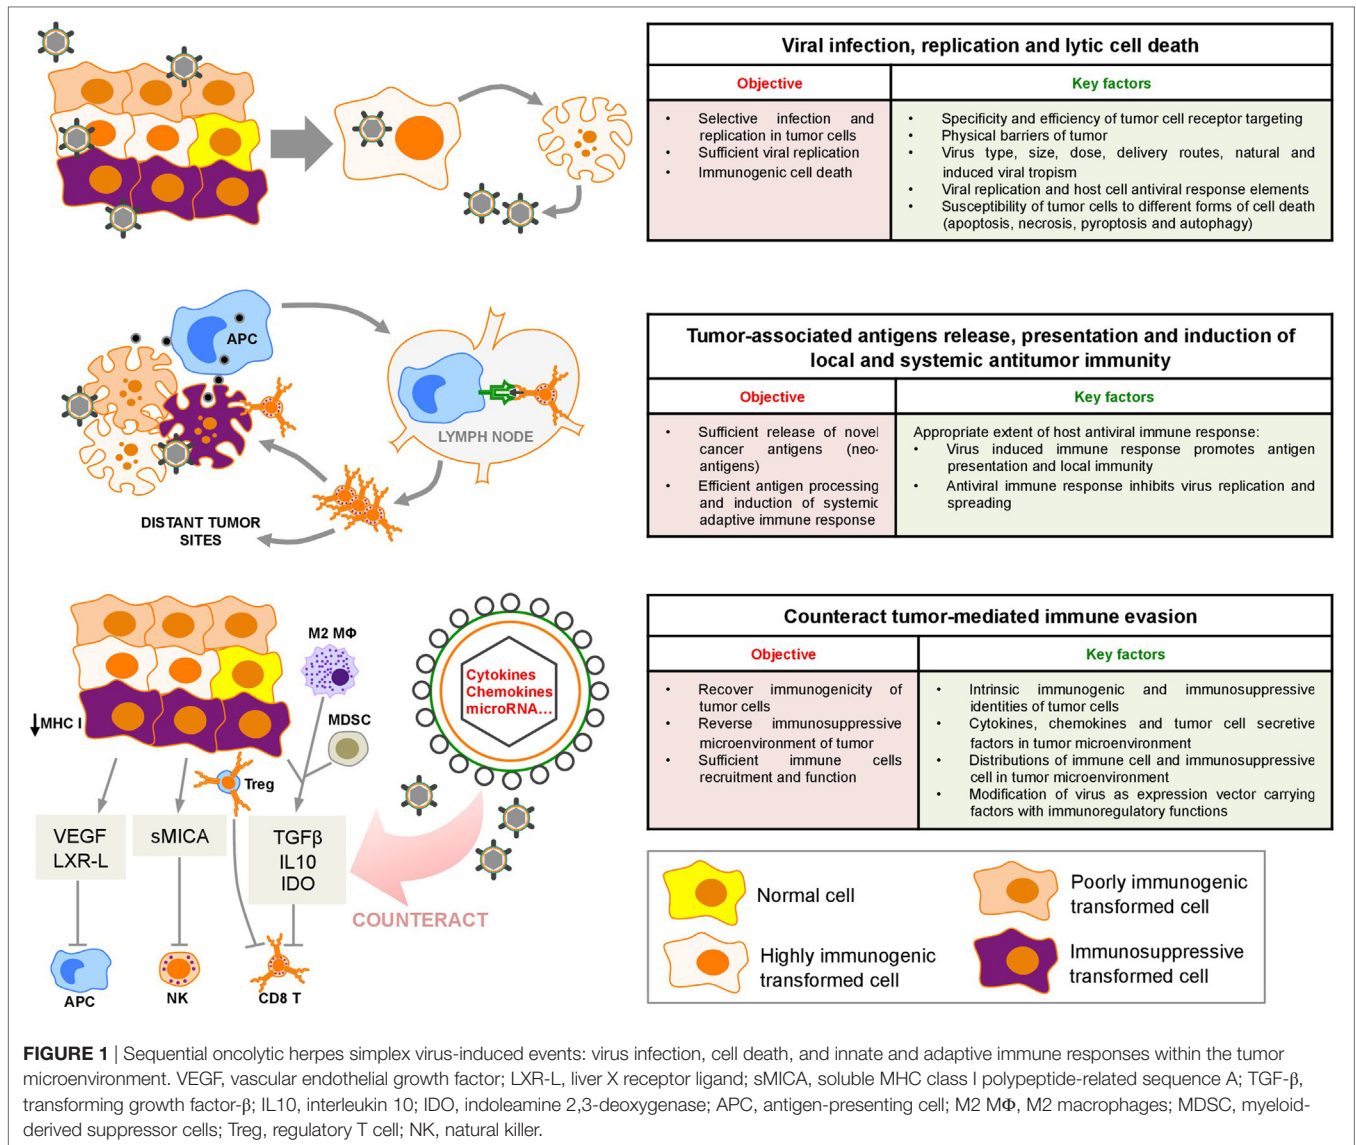 Viral infection, replication and lytic cell death
Objective
Key factors
• Selective infection and
replication in tumor cells
• Sufficient viral replication
• Immunogenic cell death
• Specificity and efficiency of tumor cell receptor targeting
• Physical barriers of tumor
• Virus type, size, dose, delivery routes, natural and
induced viral tropism
• Viral replication and host cell antiviral response elements
• Susceptibility of tumor cells to different forms of cell death
(apoptosis, necrosis, pyroptosis and autophagy)
APC
LYMPH NODE
DISTANT TUMOR
SITES
Tumor-associated antigens release, presentation and induction of
local and systemic antitumor immunity
Objective
Key factors
• Sufficient release of novel
cancer antigens (neo-
antigens)
• Efficient antigen processing
and induction of systemic
adaptive immune response
Appropriate extent of host antiviral immune response:
• Virus induced immune response promotes antigen
presentation and local immunity
• Antiviral immune response inhibits virus replication and
spreading
M2 MΦ
MDSC
↓MHC I
Treg
Cytokines
Chemokines
microRNA...
VEGF
LXR-L
sMICA
TGFβ
IL10
IDO
COUNTERACT
APC
NK
CD8 T
Counteract tumor-mediated immune evasion
Objective
Key factors
• Recover immunogenicity of
tumor cells
• Reverse immunosuppressive
microenvironment of tumor
• Sufficient immune cells
recruitment and function
• Intrinsic immunogenic and immunosuppressive
identities of tumor cells
• Cytokines, chemokines and tumor cell secretive
factors in tumor microenvironment
• Distributions of immune cell and immunosuppressive
cell in tumor microenvironment
• Modification of virus as expression vector carrying
factors with immunoregulatory functions
Normal cell
Poorly immunogenic
transformed cell
Highly immunogenic
transformed cell
Immunosuppressive
transformed cell
FIGURE 1 | Sequential oncolytic herpes simplex virus-induced events: virus infection, cell death, and innate and adaptive immune responses within the tumor
microenvironment. VEGF, vascular endothelial growth factor; LXR-L, liver X receptor ligand; sMICA, soluble MHC class I polypeptide-related sequence A; TGF-β,
transforming growth factor-β; IL10, interleukin 10; IDO, indoleamine 2,3-deoxygenase; APC, antigen-presenting cell; M2 MΦ, M2 macrophages; MDSC, myeloid-
derived suppressor cells; Treg, regulatory T cell; NK, natural killer.